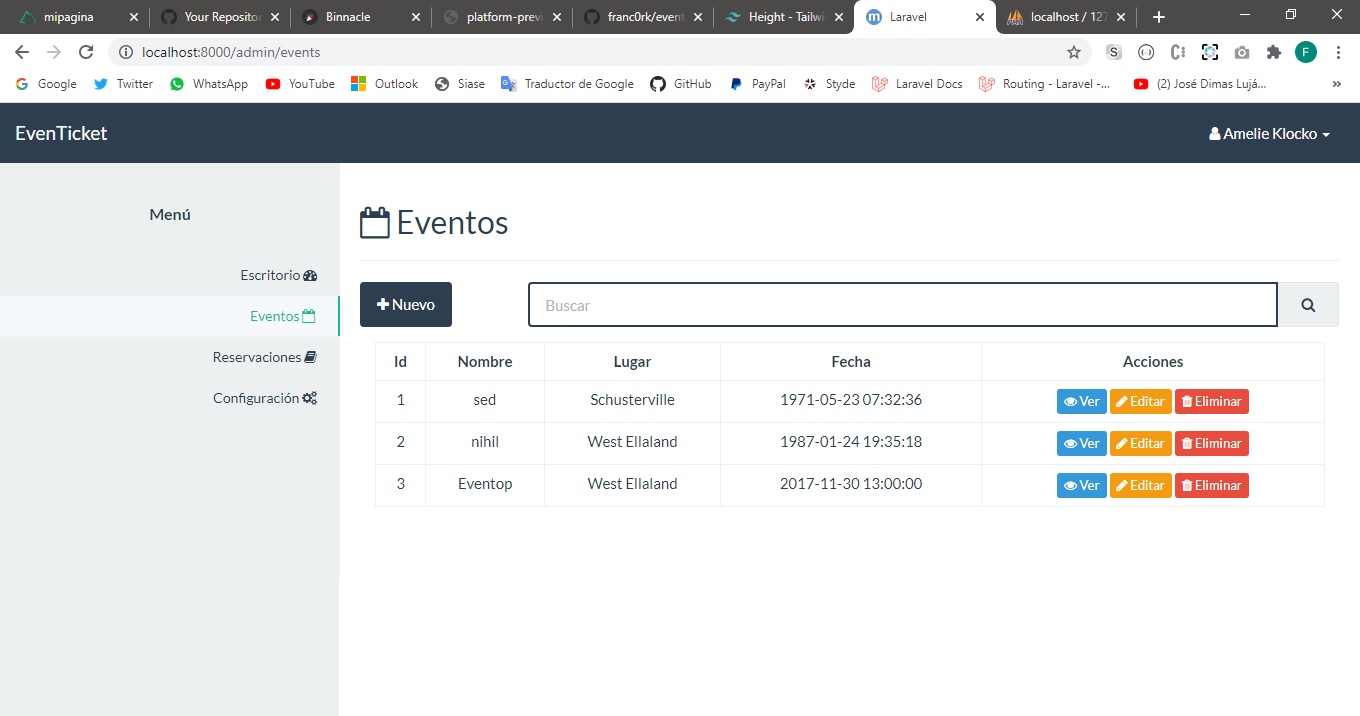 mipagina
Your Repositor
Binnacle
platform-previ
franc0rk/event
Height - Tailwi
Laravel
localhost / 127
localhost:8000/admin/events
Google
Twitter
WhatsApp
YouTube
Outlook
Siase
Traductor de Google
GitHub
PayPal
Styde
Laravel Docs
Routing - Laravel -...
(2) José Dimas Lujá...
EvenTicket
Amelie Klocko
Menú
Escritorio
Eventos
Reservaciones
Configuración
Eventos
Nuevo
Buscar
Id Nombre Lugar Fecha Acciones
1 sed Schusterville 1971-05-23 07:32:36 Ver Editar Eliminar
2 nihil West Ellaland 1987-01-24 19:35:18 Ver Editar Eliminar
3 Eventop West Ellaland 2017-11-30 13:00:00 Ver Editar Eliminar